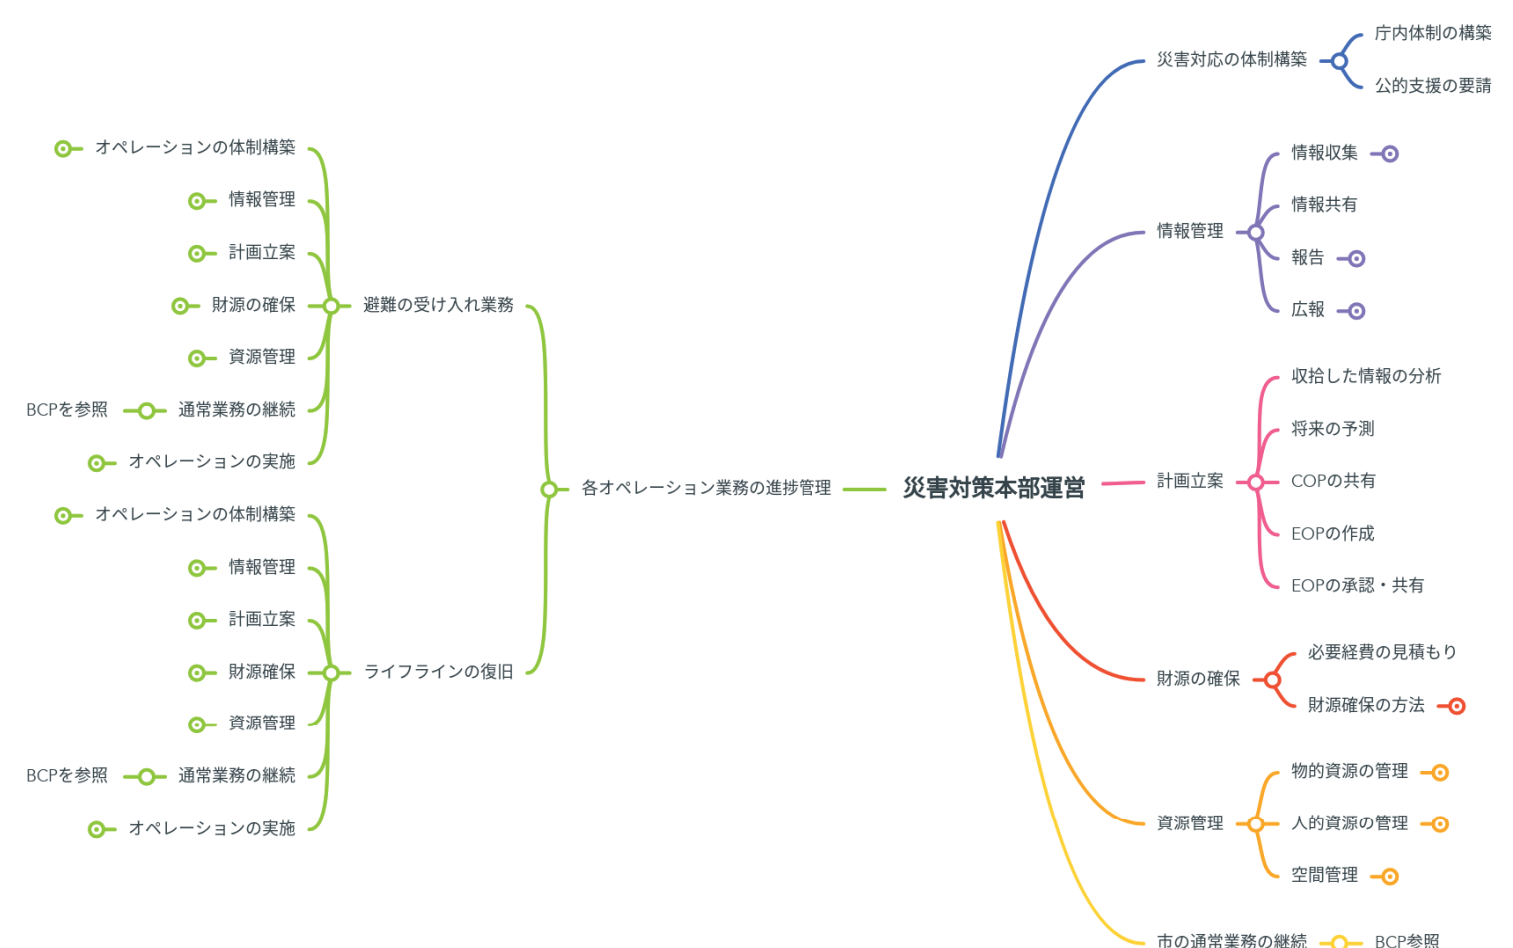 災害対策本部運営
災害対応の体制構築
庁内体制の構築
公的支援の要請
情報管理
情報収集
情報共有
報告
広報
計画立案
収拾した情報の分析
将来の予測
COPの共有
EOPの作成
EOPの承認・共有
財源の確保
必要経費の見積もり
財源確保の方法
資源管理
物的資源の管理
人的資源の管理
空間管理
市の通常業務の継続
BCP参照
各オペレーション業務の進捗管理
避難の受け入れ業務
オペレーションの体制構築
情報管理
計画立案
財源の確保
資源管理
通常業務の継続
BCPを参照
オペレーションの実施
ライフラインの復旧
オペレーションの体制構築
情報管理
計画立案
財源確保
資源管理
通常業務の継続
BCPを参照
オペレーションの実施